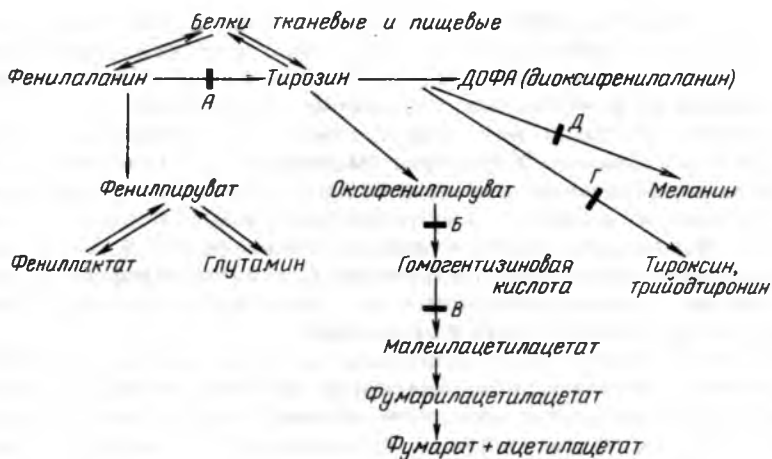 Белки тканевые и пищевые
Фенилаланин
Тирозин
ДОФА (диоксифенилаланин)
А
Д
Г
Фенилпируват
Оксифенилпируват
Меланин
Б
Фениллактат
Глутамин
Гомогентизиновая
кислота
Тироксин,
трийодтиронин
В
Малеилацетилацетат
Фумарилацетилацетат
Фумарат + ацетилацетат